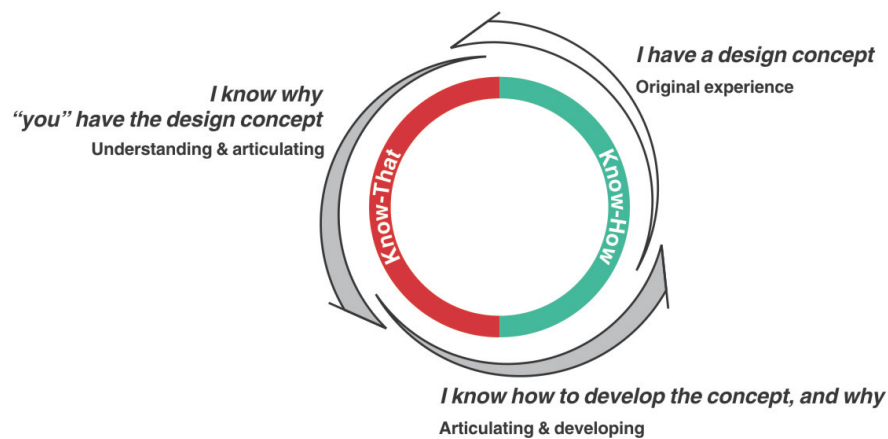 I have a design concept
Original experience
I know why
“you” have the design concept
Understanding & articulating
Know-That
Know-How
I know how to develop the concept, and why
Articulating & developing